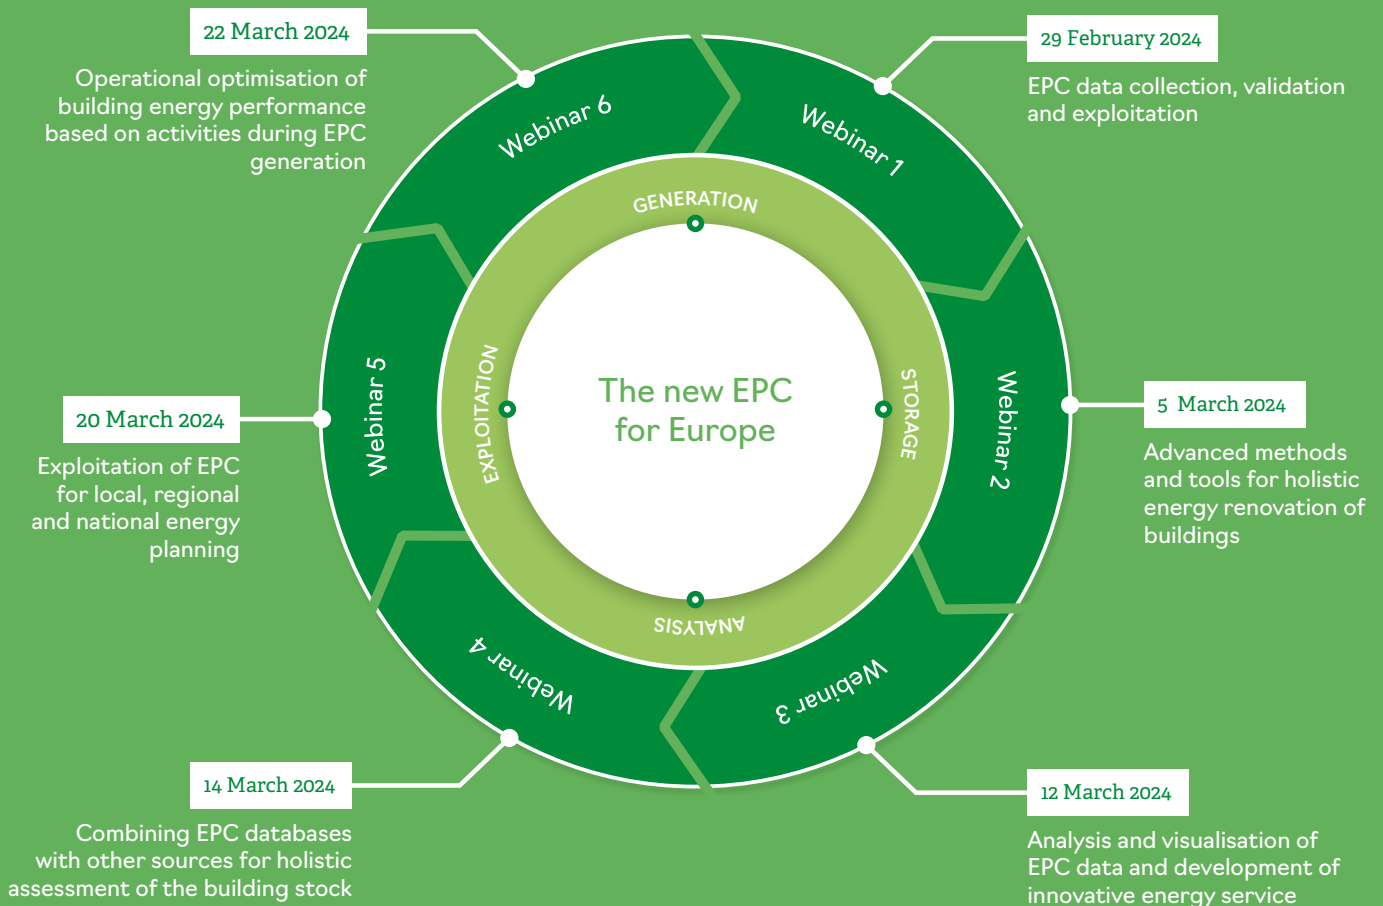 22 March 2024
Operational optimisation of
building energy performance
based on activities during EPC
generation
29 February 2024
EPC data collection, validation
and exploitation
Webinar 6
Webinar 1
GENERATION
EXPLOITATION
STORAGE
ANALYSIS
The new EPC
for Europe
Webinar 5
Webinar 2
20 March 2024
Exploitation of EPC
for local, regional
and national energy
planning
5 March 2024
Advanced methods
and tools for holistic
energy renovation of
buildings
Webinar 4
Webinar 3
14 March 2024
Combining EPC databases
with other sources for holistic
assessment of the building stock
12 March 2024
Analysis and visualisation of
EPC data and development of
innovative energy service